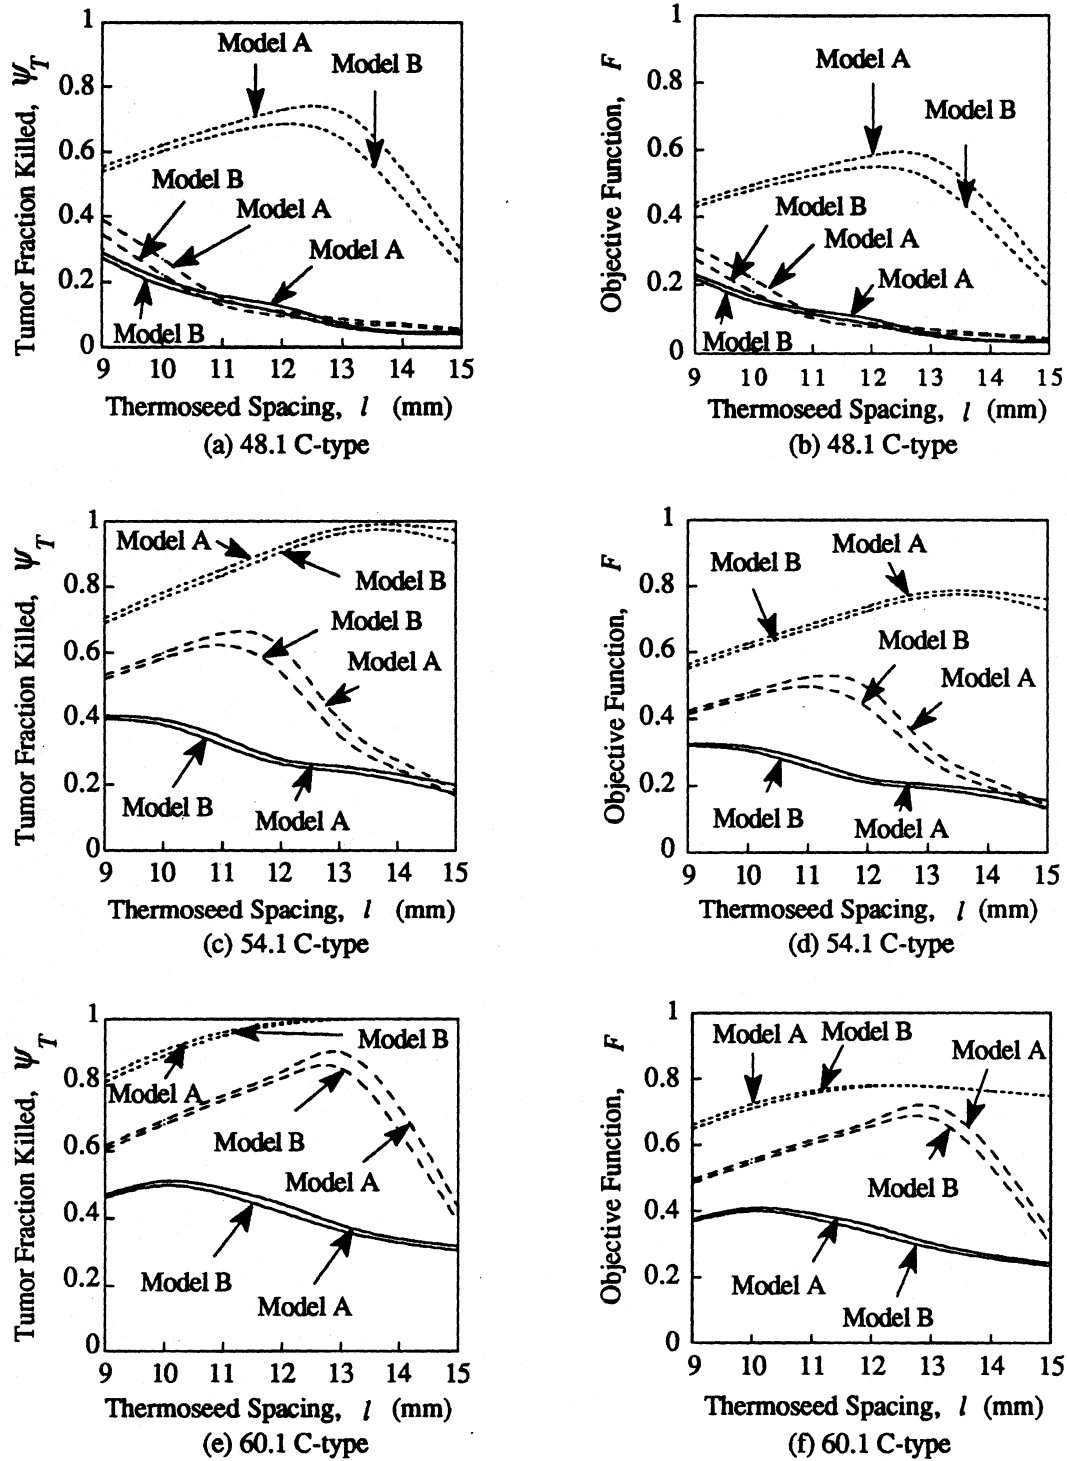 Tumor Fraction Killed, ψT
1
0.8
0.6
0.4
0.2
0
Model A
Model B
Model B
Model A
Model A
Model B
9 10 11 12 13 14 15
Thermoseed Spacing, l (mm)
(a) 48.1 C-type
Objective Function, F
1
0.8
0.6
0.4
0.2
0
Model A
Model B
Model B
Model A
Model A
Model B
9 10 11 12 13 14 15
Thermoseed Spacing, l (mm)
(b) 48.1 C-type
Tumor Fraction Killed, ψT
1
0.8
0.6
0.4
0.2
0
Model A
Model B
Model B
Model A
Model B
Model A
9 10 11 12 13 14 15
Thermoseed Spacing, l (mm)
(c) 54.1 C-type
Objective Function, F
1
0.8
0.6
0.4
0.2
0
Model A
Model B
Model B
Model A
Model B
Model A
9 10 11 12 13 14 15
Thermoseed Spacing, l (mm)
(d) 54.1 C-type
Tumor Fraction Killed, ψT
1
0.8
0.6
0.4
0.2
0
Model B
Model A
Model B
Model A
Model B
Model A
9 10 11 12 13 14 15
Thermoseed Spacing, l (mm)
(e) 60.1 C-type
Objective Function, F
1
0.8
0.6
0.4
0.2
0
Model A
Model B
Model A
Model B
Model A
Model B
9 10 11 12 13 14 15
Thermoseed Spacing, l (mm)
(f) 60.1 C-type